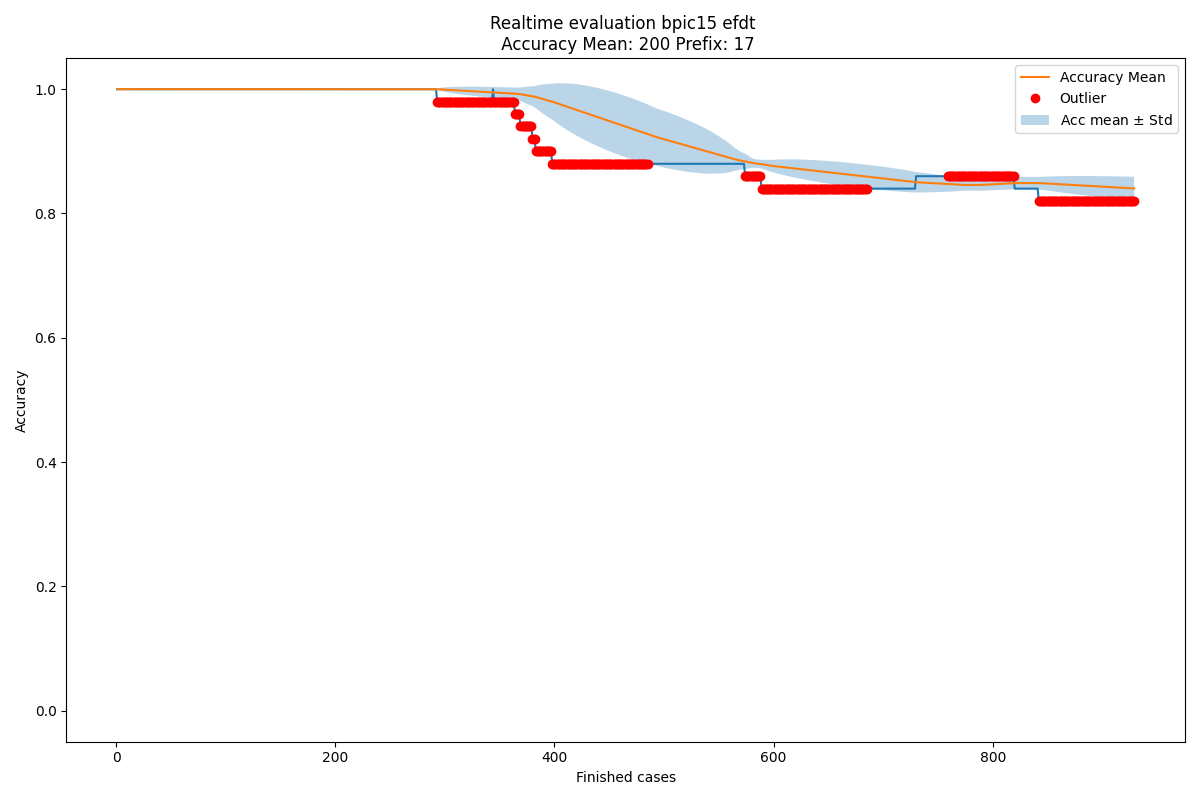 Realtime evaluation bpic15 efdt
Accuracy Mean: 200 Prefix: 17
Accuracy Mean
Outlier
Acc mean ± Std
1.0
0.8
0.6
0.4
0.2
0.0
Accuracy
0
200
400
600
800
Finished cases